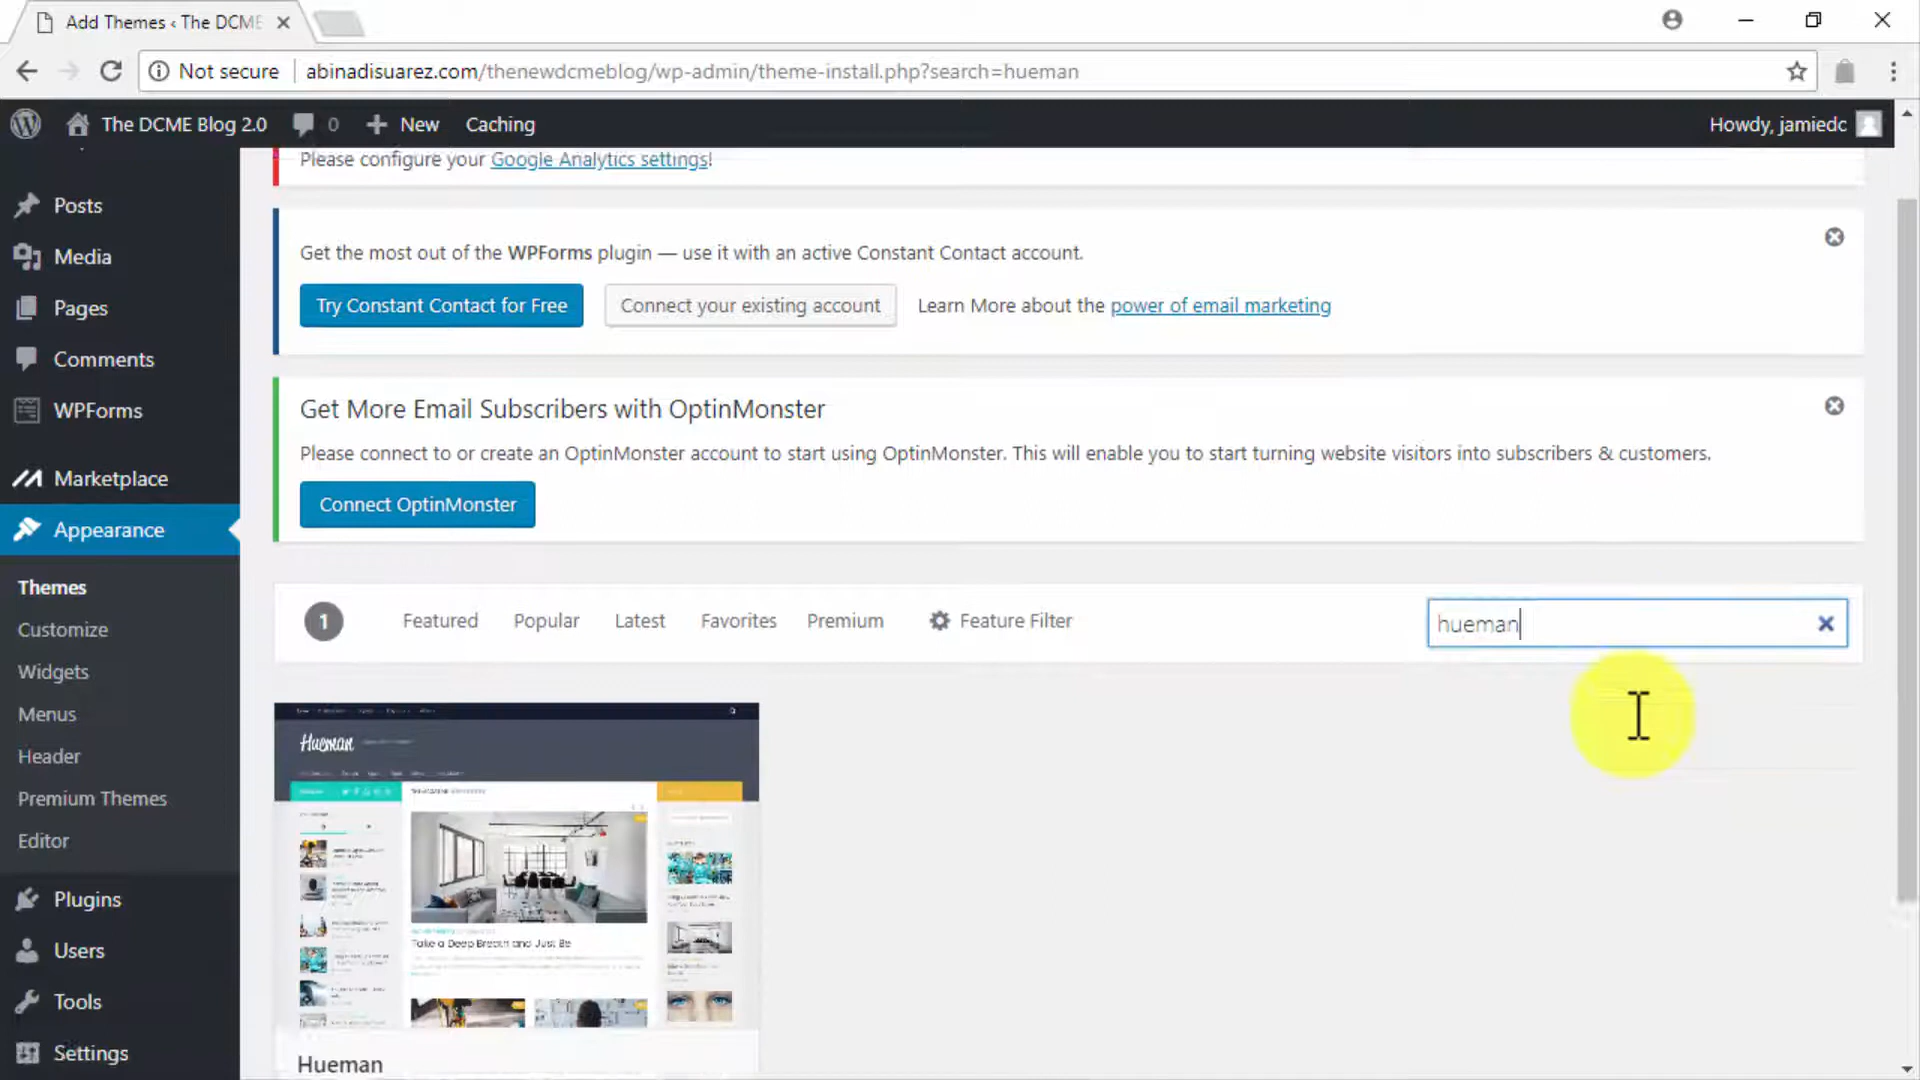 Add Themes ‹ The DCME
Not secure
abinadisuarez.com/thenewdcmeblog/wp-admin/theme-install.php?search=hueman
The DCME Blog 2.0
0
New
Caching
Howdy, jamiedc
Please configure your Google Analytics settings!
Posts
Media
Pages
Comments
WPForms
Marketplace
Appearance
Themes
Customize
Widgets
Menus
Header
Premium Themes
Editor
Plugins
Users
Tools
Settings
Get the most out of the WPForms plugin — use it with an active Constant Contact account.
Try Constant Contact for Free
Connect your existing account
Learn More about the power of email marketing
Get More Email Subscribers with OptinMonster
Please connect to or create an OptinMonster account to start using OptinMonster. This will enable you to start turning website visitors into subscribers & customers.
Connect OptinMonster
1
Featured
Popular
Latest
Favorites
Premium
Feature Filter
hueman
Hueman
Take a Deep Breath and Just Be
Hueman